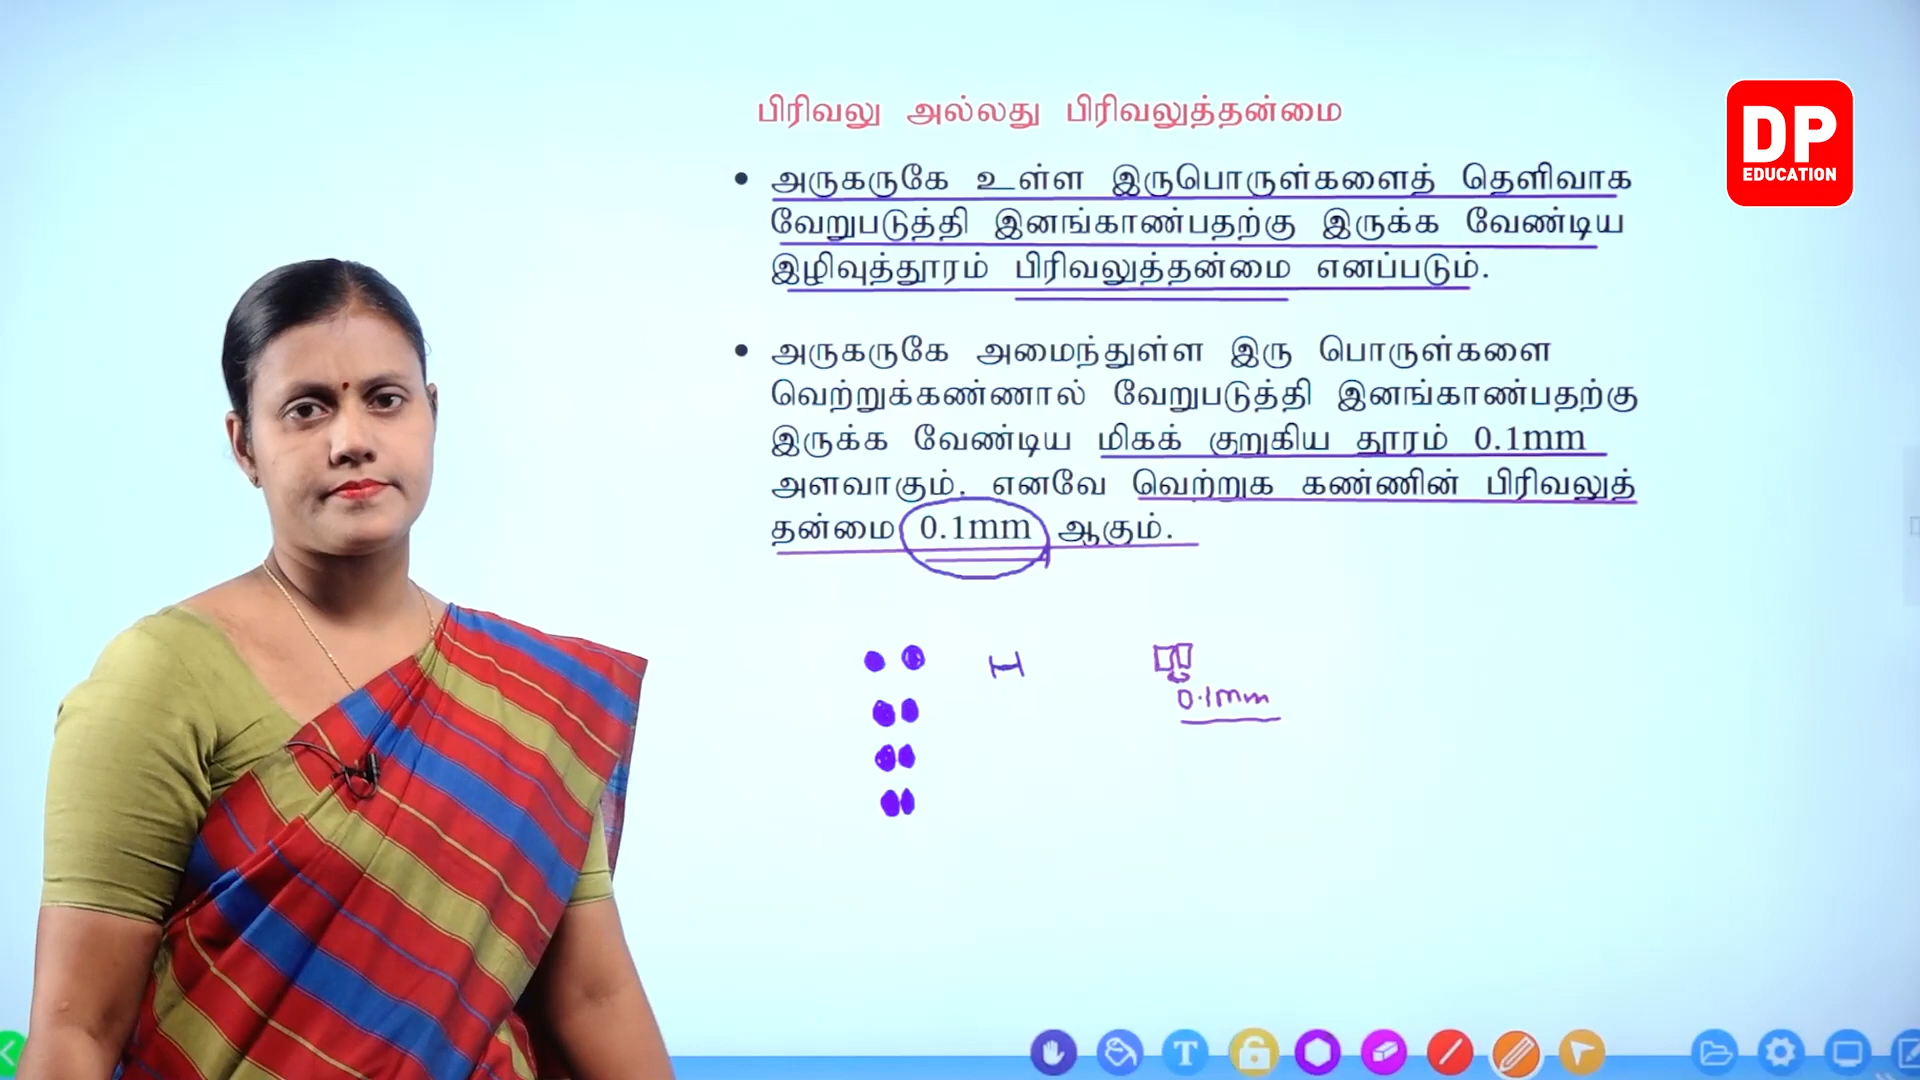 பிரிவலு அல்லது பிரிவலுத்தன்மை
DP
EDUCATION
• அருகருகே உள்ள இருபொருள்களைத் தெளிவாக
வேறுபடுத்தி இனங்காண்பதற்கு இருக்க வேண்டிய
இழிவுத்தூரம் பிரிவலுத்தன்மை எனப்படும்.
• அருகருகே அமைந்துள்ள இரு பொருள்களை
வெற்றுக்கண்ணால் வேறுபடுத்தி இனங்காண்பதற்கு
இருக்க வேண்டிய மிகக் குறுகிய தூரம் 0.1mm
அளவாகும். எனவே வெற்றுக கண்ணின் பிரிவலுத்
தன்மை 0.1mm ஆகும்.
0.1mm
T